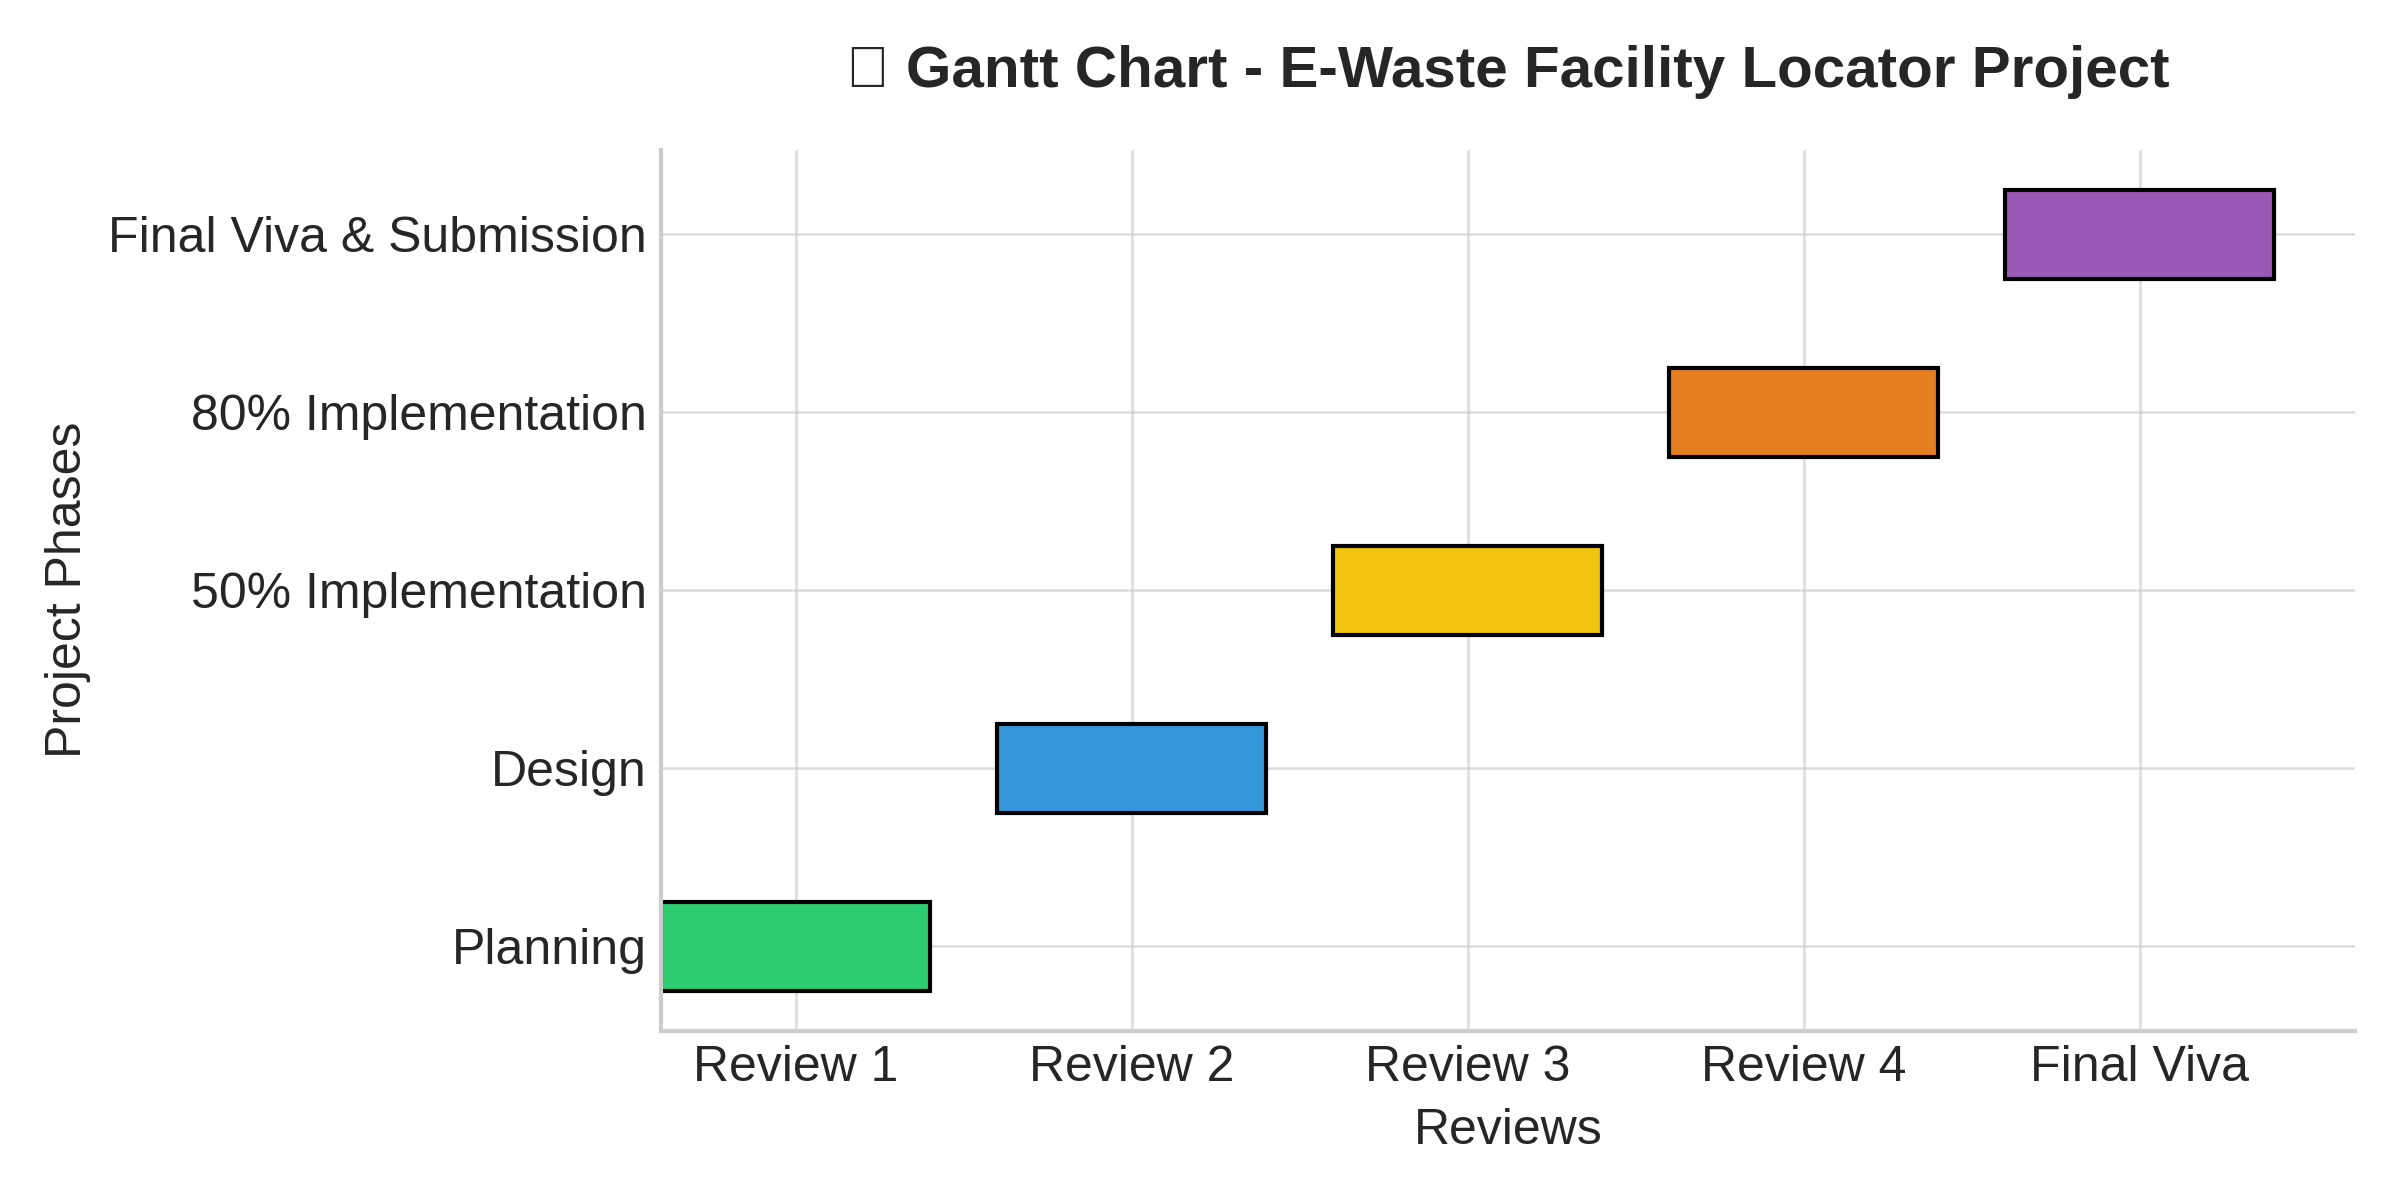 Gantt Chart - E-Waste Facility Locator Project
Final Viva & Submission
80% Implementation
50% Implementation
Design
Planning
Project Phases
Review 1 Review 2 Review 3 Review 4 Final Viva
Reviews